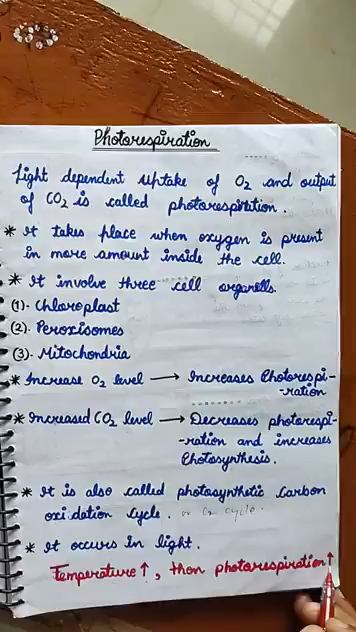 Photorespiration
Light dependent uptake of O₂ and output
of CO₂ is called photorespiration.
* It takes place when oxygen is present
in more amount inside the cell.
* It involve three cell organells.
(1). Chloroplast
(2). Peroxisomes
(3). Mitochondria
* Increase O₂ level → Increases Photorespi-
-ration
* Increased CO₂ level → Decreases photorespi-
-ration and increases
Photosynthesis.
* It is also called photosynthetic Carbon
oxidation cycle. or C₂ cycle.
* It occurs in light.
Temperature ↑, then photorespiration ↑